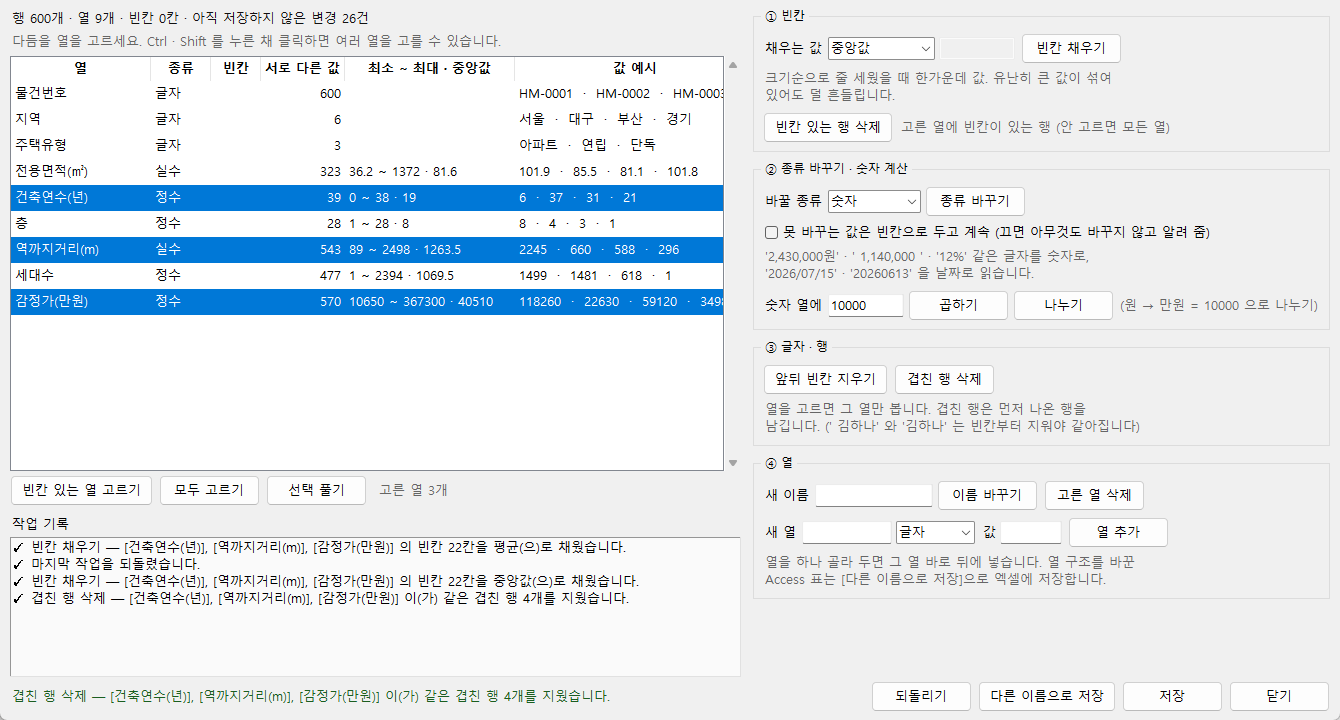 행 600개 · 열 9개 · 빈칸 0칸 · 아직 저장하지 않은 변경 26건
다듬을 열을 고르세요. Ctrl · Shift 를 누른 채 클릭하면 여러 열을 고를 수 있습니다.
열 종류 빈칸 서로 다른 값 최소 ~ 최대 · 중앙값 값 예시
물건번호 글자 600 HM-0001 · HM-0002 · HM-0003
지역 글자 6 서울 · 대구 · 부산 · 경기
주택유형 글자 3 아파트 · 연립 · 단독
전용면적(㎡) 실수 323 36.2 ~ 1372 · 81.6 101.9 · 85.5 · 81.1 · 101.8
건축연수(년) 정수 39 0 ~ 38 · 19 6 · 37 · 31 · 21
층 정수 28 1 ~ 28 · 8 8 · 4 · 3 · 1
역까지거리(m) 실수 543 89 ~ 2498 · 1263.5 2245 · 660 · 588 · 296
세대수 정수 477 1 ~ 2394 · 1069.5 1499 · 1481 · 618 · 1
감정가(만원) 정수 570 10650 ~ 367300 · 40510 118260 · 22630 · 59120 · 349
빈칸 있는 열 고르기 모두 고르기 선택 풀기 고른 열 3개
작업 기록
✓ 빈칸 채우기 — [건축연수(년)], [역까지거리(m)], [감정가(만원)] 의 빈칸 22칸을 평균(으)로 채웠습니다.
✓ 마지막 작업을 되돌렸습니다.
✓ 빈칸 채우기 — [건축연수(년)], [역까지거리(m)], [감정가(만원)] 의 빈칸 22칸을 중앙값(으)로 채웠습니다.
✓ 겹친 행 삭제 — [건축연수(년)], [역까지거리(m)], [감정가(만원)] 이(가) 같은 겹친 행 4개를 지웠습니다.
겹친 행 삭제 — [건축연수(년)], [역까지거리(m)], [감정가(만원)] 이(가) 같은 겹친 행 4개를 지웠습니다.
① 빈칸
채우는 값 중앙값 빈칸 채우기
크기순으로 줄 세웠을 때 한가운데 값. 유난히 큰 값이 섞여
있어도 덜 흔들립니다.
빈칸 있는 행 삭제 고른 열에 빈칸이 있는 행 (안 고르면 모든 열)
② 종류 바꾸기 · 숫자 계산
바꿀 종류 숫자 종류 바꾸기
못 바꾸는 값은 빈칸으로 두고 계속 (끄면 아무것도 바꾸지 않고 알려 줌)
'2,430,000원' · ' 1,140,000 ' · '12%' 같은 글자를 숫자로,
'2026/07/15' · '20260613' 을 날짜로 읽습니다.
숫자 열에 10000 곱하기 나누기 (원 → 만원 = 10000 으로 나누기)
③ 글자 · 행
앞뒤 빈칸 지우기 겹친 행 삭제
열을 고르면 그 열만 봅니다. 겹친 행은 먼저 나온 행을
남깁니다. (' 김하나' 와 '김하나' 는 빈칸부터 지워야 같아집니다)
④ 열
새 이름 이름 바꾸기 고른 열 삭제
새 열 글자 값 열 추가
열을 하나 골라 두면 그 열 바로 뒤에 넣습니다. 열 구조를 바꾼
Access 표는 [다른 이름으로 저장]으로 엑셀에 저장합니다.
되돌리기 다른 이름으로 저장 저장 닫기